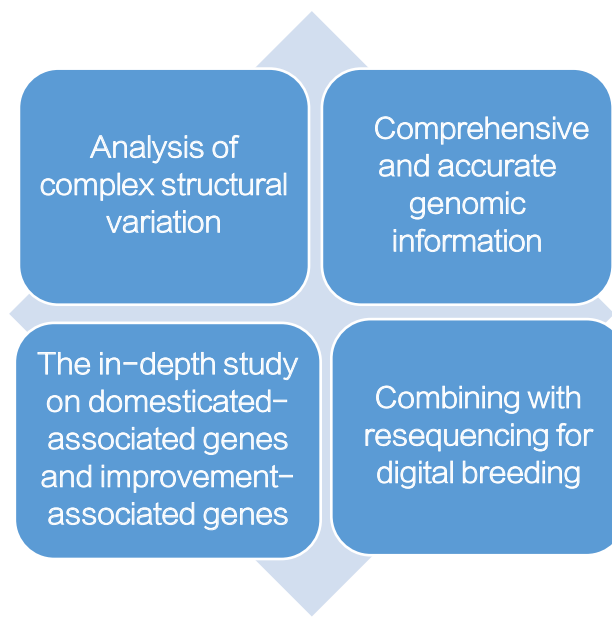 Analysis of
complex structural
variation
Comprehensive
and accurate
genomic
information
The in-depth study
on domesticated-
associated genes
and improvement-
associated genes
Combining with
resequencing for
digital breeding